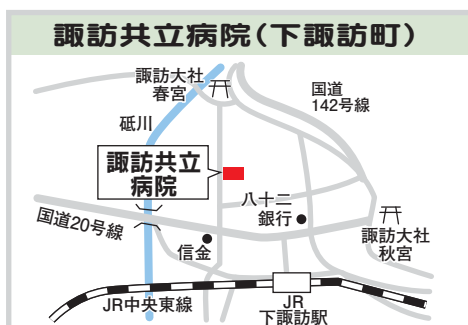 諏訪共立病院(下諏訪町)
諏訪大社
春宮
国道
142号線
砥川
諏訪共立
病院
八十二
銀行
国道20号線
信金
諏訪大社
秋宮
JR中央東線
JR
下諏訪駅